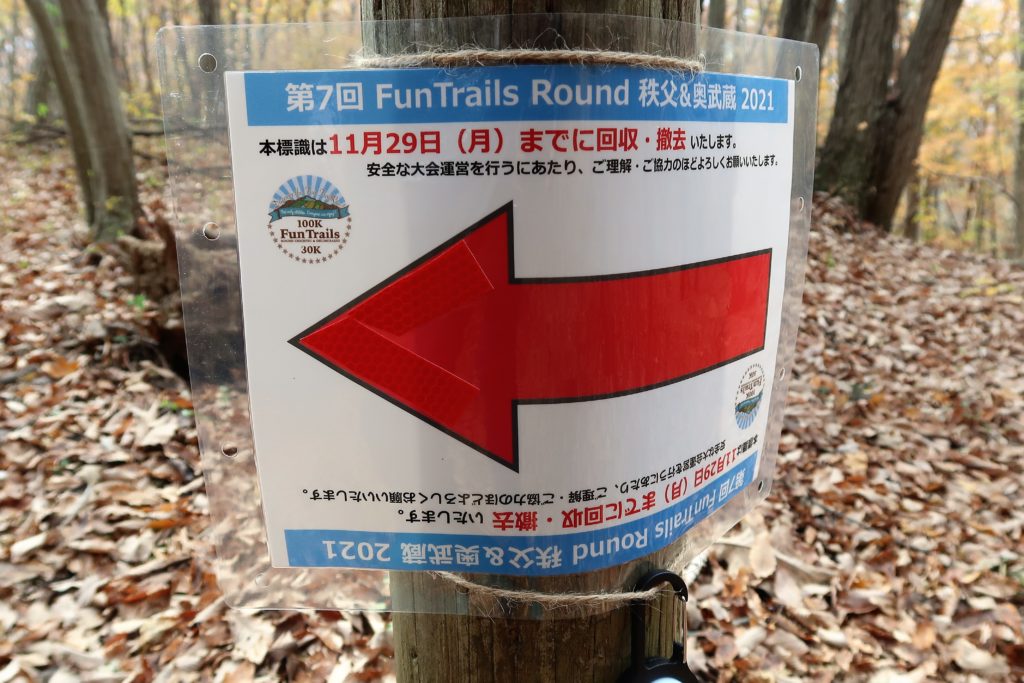 第7回 FunTrails Round 秩父&奥武蔵 2021
本標識は11月29日（月）までに回収・撤去いたします。
安全な大会運営を行うにあたり、ご理解・ご協力のほどよろしくお願いします。
100K
FunTrails
30K
30K
FunTrails
100K
安全な大会運営を行うにあたり、ご理解・ご協力のほどよろしくお願いいたします。
本標識は11月29日（月）までに回収・撤去いたします。
第7回 FunTrails Round 秩父&奥武蔵 2021